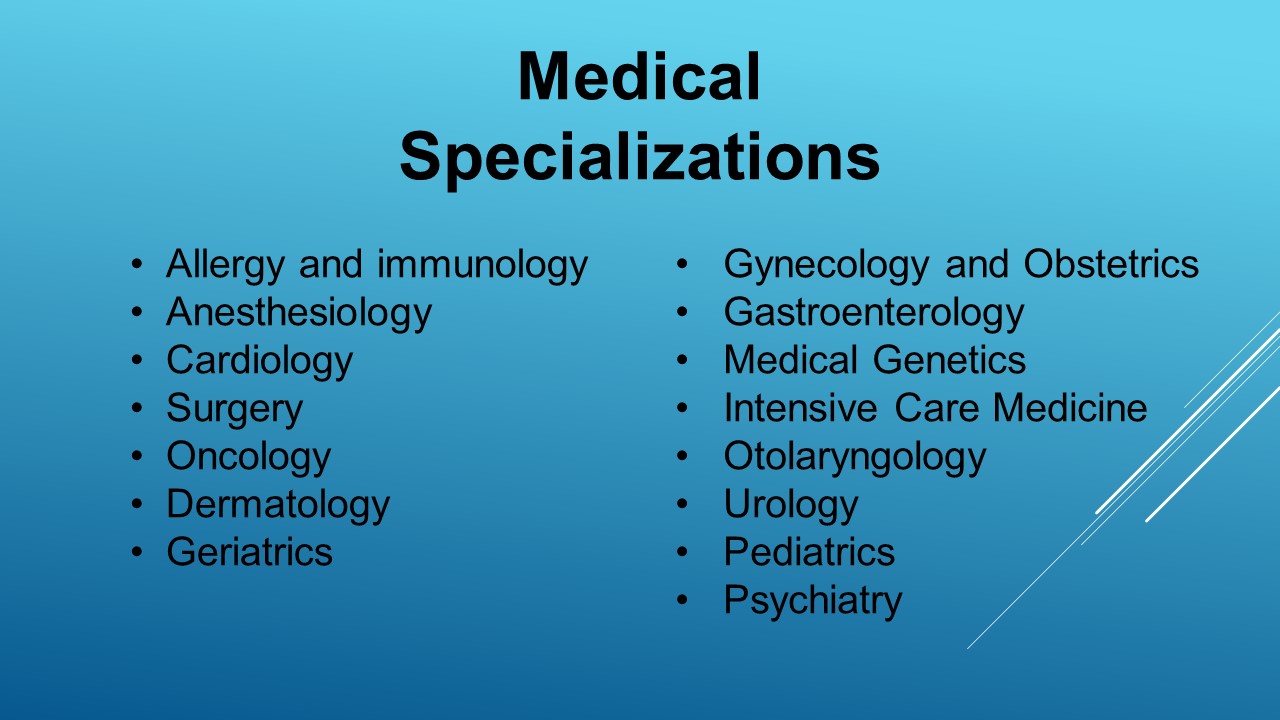 Medical
Specializations
• Allergy and immunology
• Anesthesiology
• Cardiology
• Surgery
• Oncology
• Dermatology
• Geriatrics
• Gynecology and Obstetrics
• Gastroenterology
• Medical Genetics
• Intensive Care Medicine
• Otolaryngology
• Urology
• Pediatrics
• Psychiatry